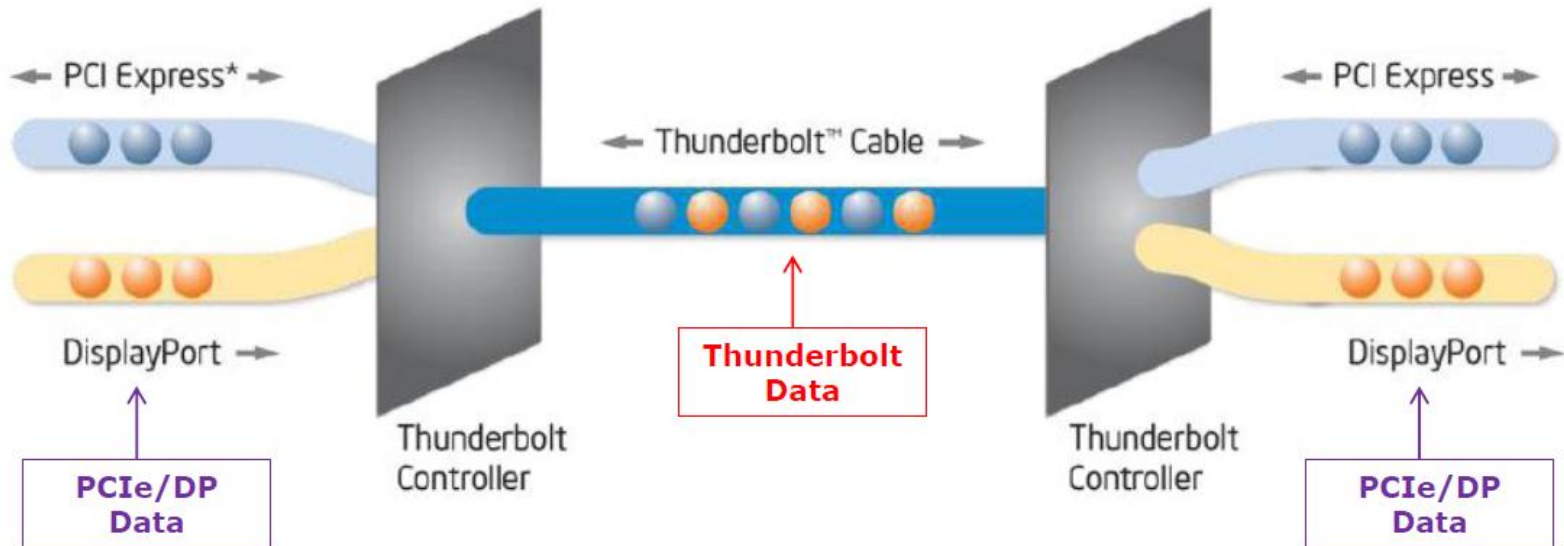 ← PCI Express* →
← PCI Express →
← Thunderbolt™ Cable →
DisplayPort →
Thunderbolt
Data
DisplayPort →
Thunderbolt
Controller
Thunderbolt
Controller
PCIe/DP
Data
PCIe/DP
Data